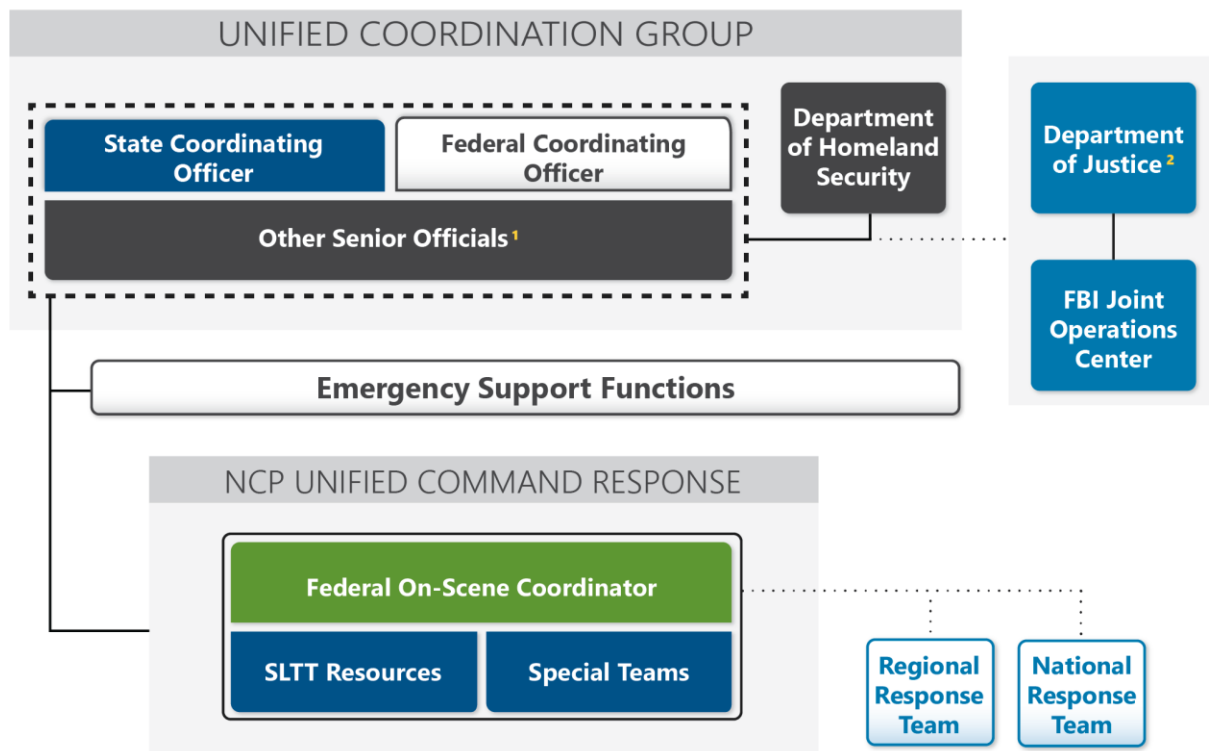 UNIFIED COORDINATION GROUP
State Coordinating
Officer
Federal Coordinating
Officer
Other Senior Officials ¹
Department
of Homeland
Security
Department
of Justice ²
FBI Joint
Operations
Center
Emergency Support Functions
NCP UNIFIED COMMAND RESPONSE
Federal On-Scene Coordinator
SLTT Resources
Special Teams
Regional
Response
Team
National
Response
Team